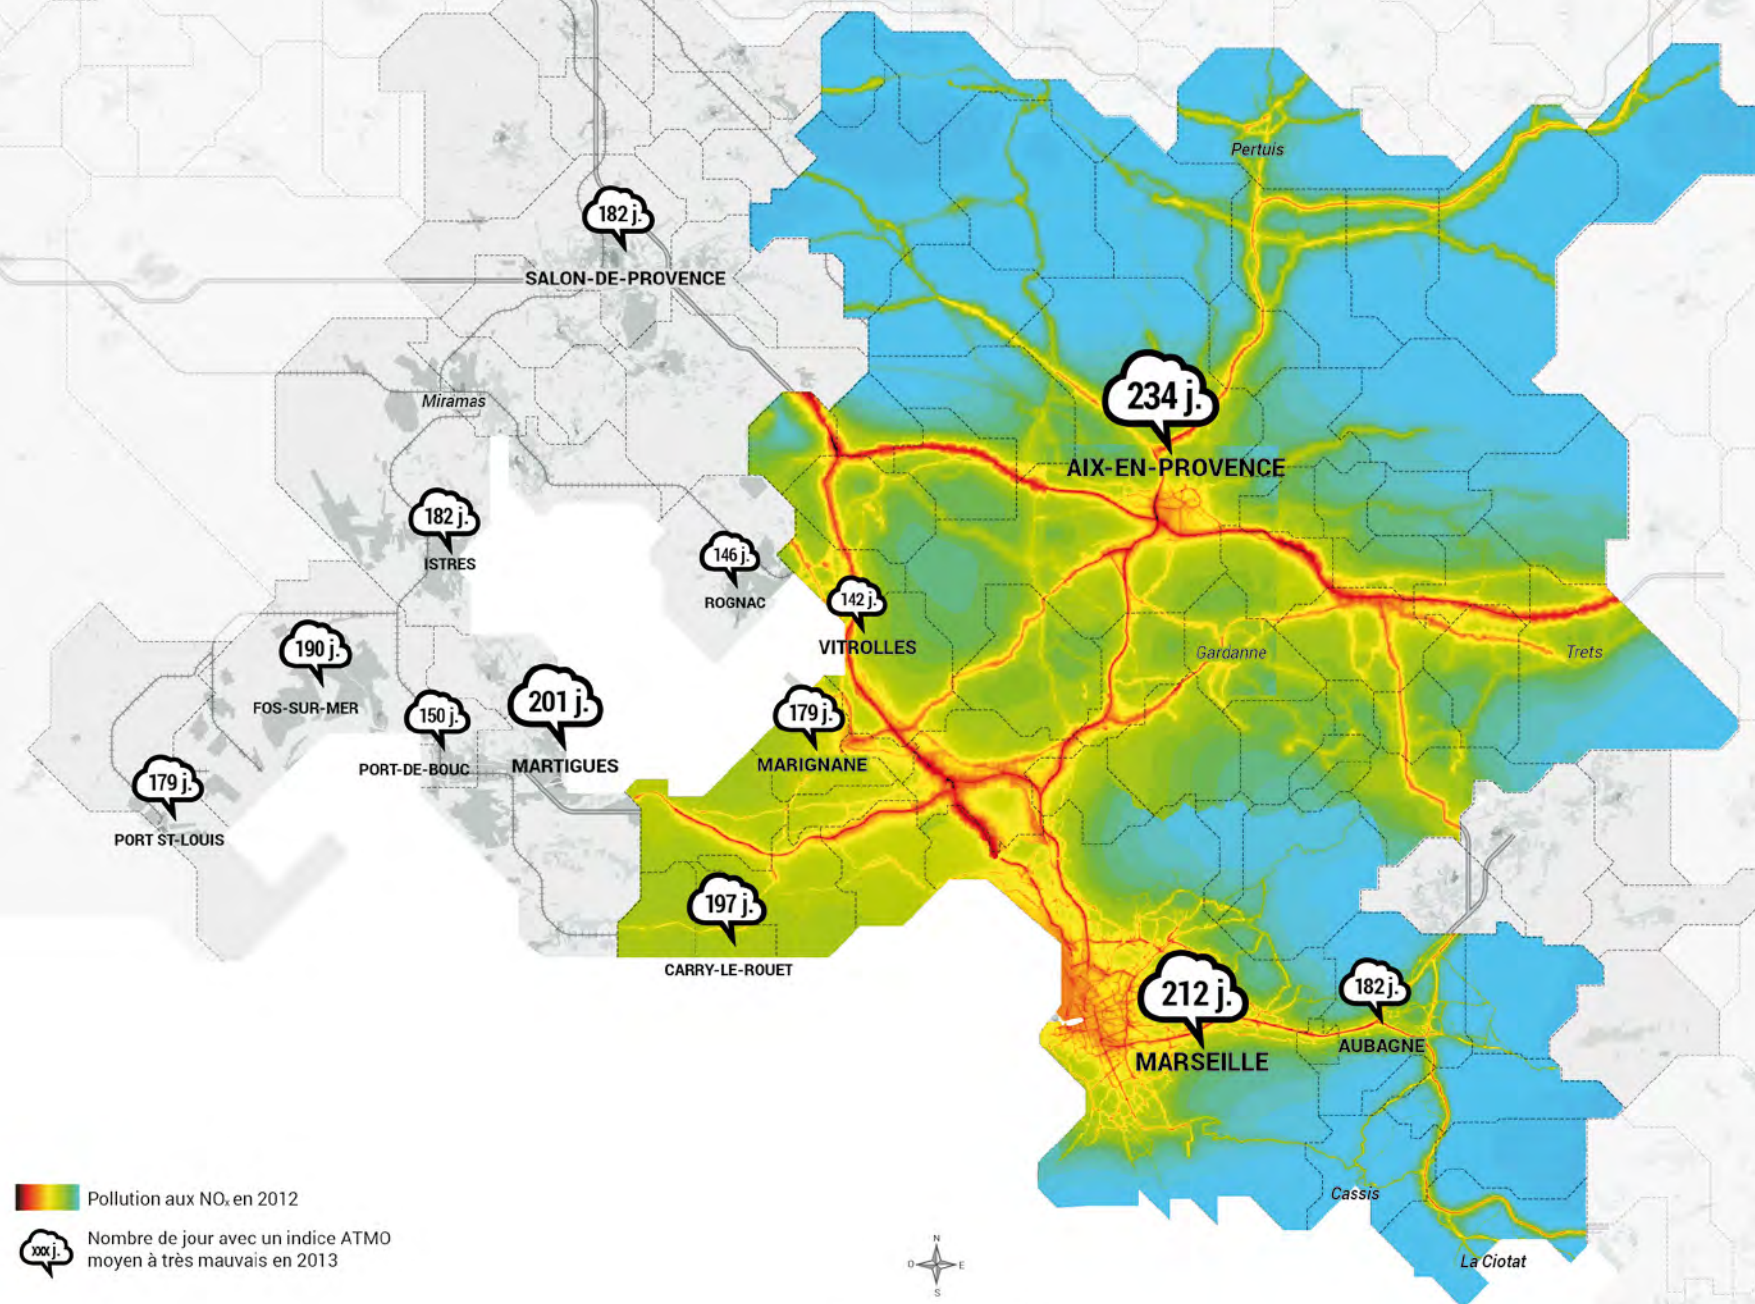 Pertuis
182 j.
SALON-DE-PROVENCE
234 j.
Miramas
AIX-EN-PROVENCE
182 j.
ISTRES
146 j.
ROGNAC
142 j.
VITROLLES
190 j.
FOS-SUR-MER
Gardanne
Trets
201 j.
150 j.
179 j.
PORT-DE-BOUC
MARTIGUES
MARIGNANE
179 j.
PORT ST-LOUIS
197 j.
CARRY-LE-ROUET
212 j.
182 j.
MARSEILLE
AUBAGNE
Cassis
La Ciotat
Pollution aux NOx en 2012
xxx j.
Nombre de jour avec un indice ATMO
moyen à très mauvais en 2013
N
O E
S